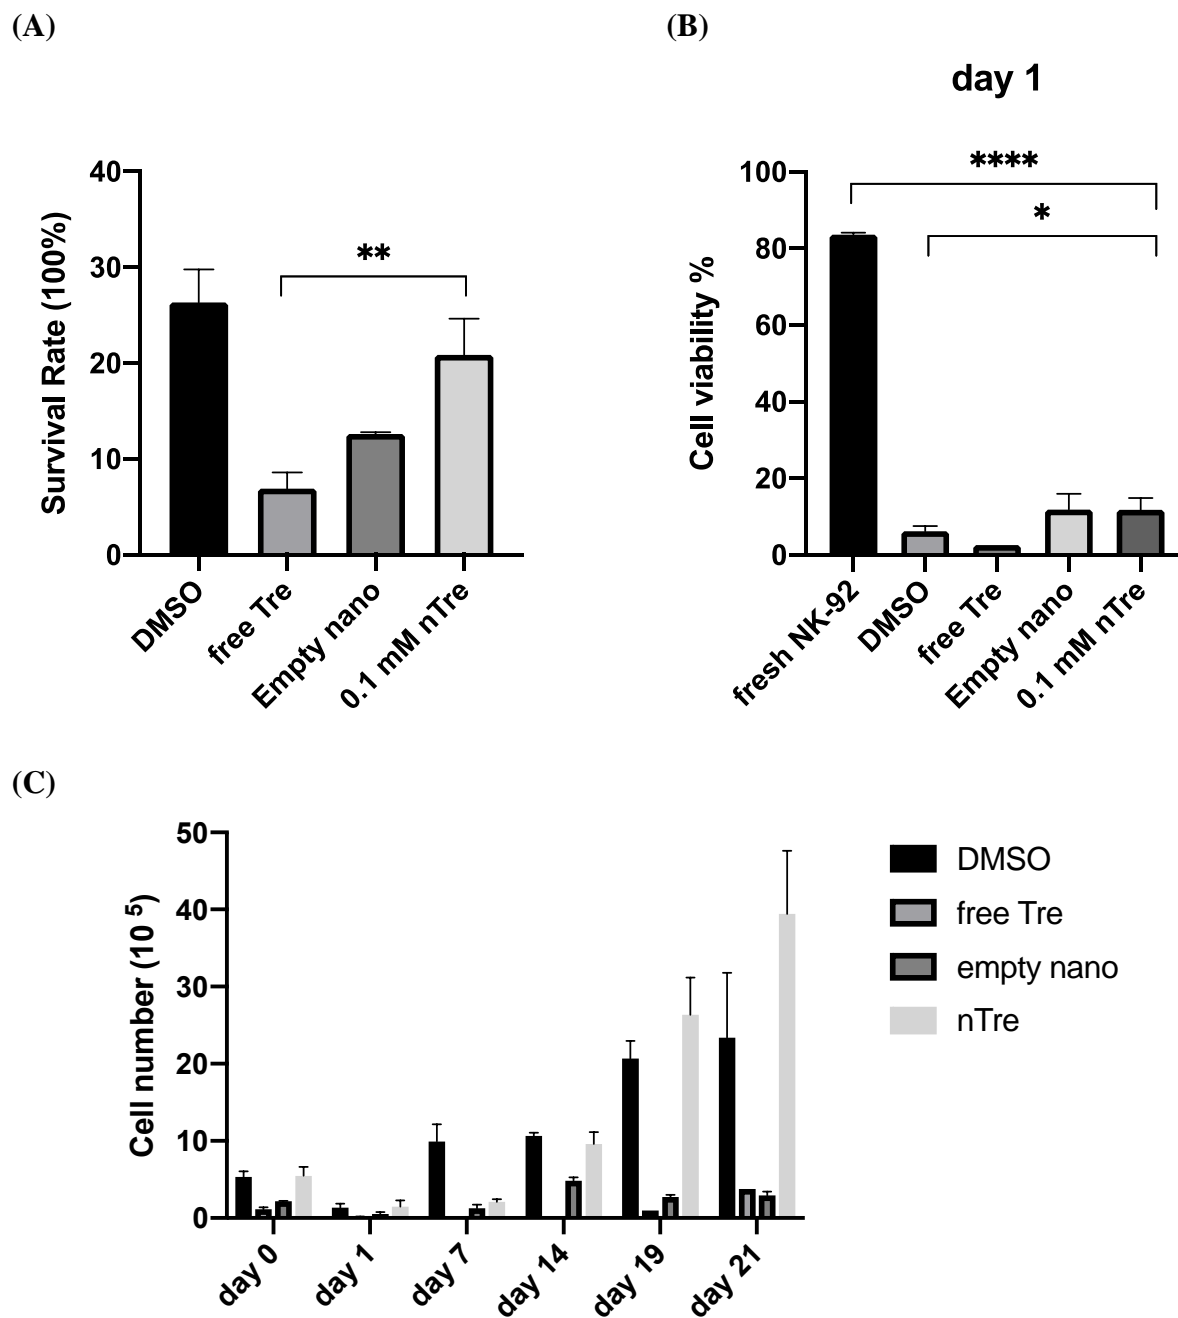 (A)
Survival Rate (100%)
40
30
20
10
0
**
DMSO
free Tre
Empty nano
0.1 mM nTre
(B)
day 1
Cell viability %
100
80
60
40
20
0
****
*
fresh NK-92
DMSO
free Tre
Empty nano
0.1 mM nTre
(C)
Cell number (10 5)
50
40
30
20
10
0
day 0
day 1
day 7
day 14
day 19
day 21
DMSO
free Tre
empty nano
nTre